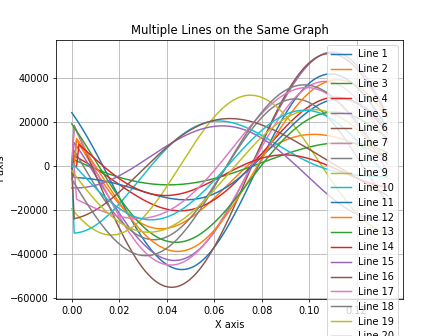 Multiple Lines on the Same Graph
40000
20000
0
−20000
−40000
−60000
0.00
0.02
0.04
0.06
0.08
0.10
X axis
Line 1
Line 2
Line 3
Line 4
Line 5
Line 6
Line 7
Line 8
Line 9
Line 10
Line 11
Line 12
Line 13
Line 14
Line 15
Line 16
Line 17
Line 18
Line 19
Line 20